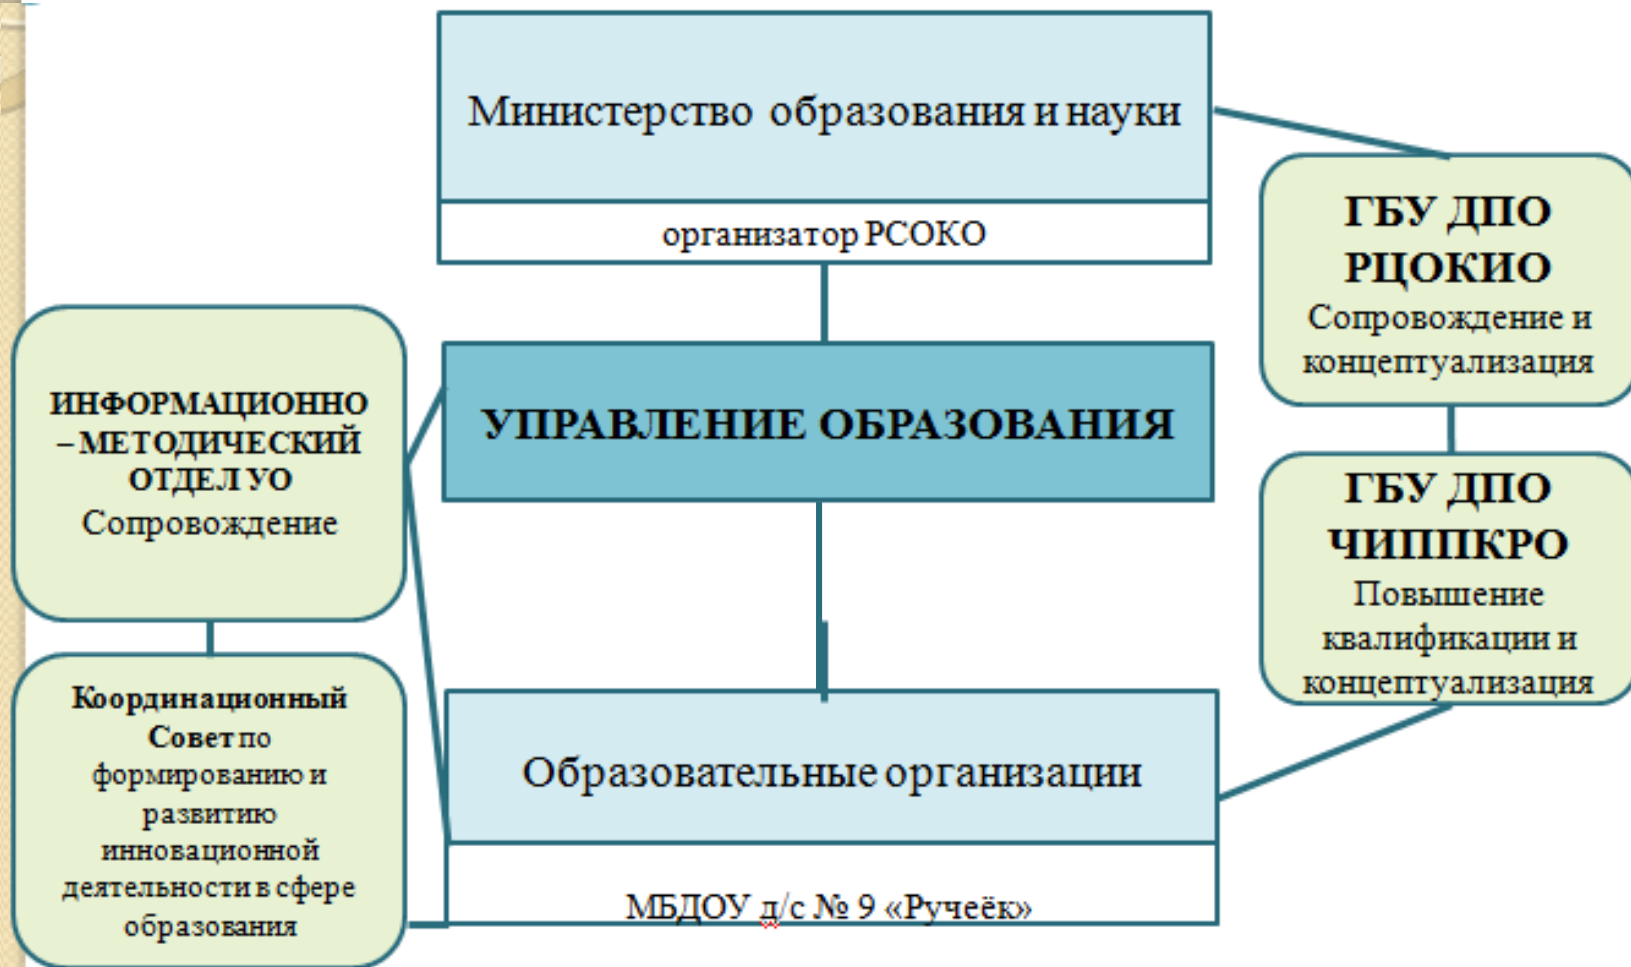 Министерство образования и науки
организатор РСОКО
ГБУ ДПО
РЦОКИО
Сопровождение и
концептуализация
ИНФОРМАЦИОННО
– МЕТОДИЧЕСКИЙ
ОТДЕЛ УО
Сопровождение
УПРАВЛЕНИЕ ОБРАЗОВАНИЯ
ГБУ ДПО
ЧИППКРО
Повышение
квалификации и
концептуализация
Координационный
Совет по
формированию и
развитию
инновационной
деятельности в сфере
образования
Образовательные организации
МБДОУ д/с № 9 «Ручеёк»